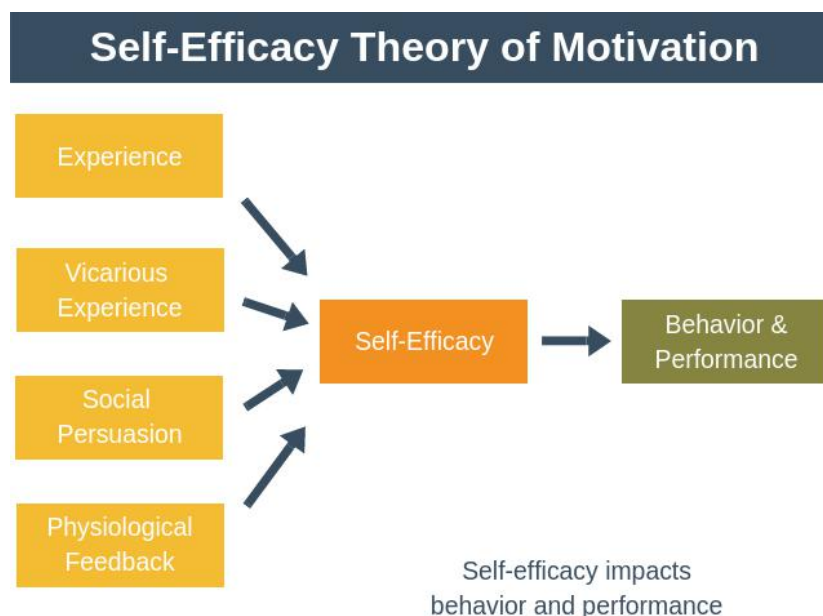 Self-Efficacy Theory of Motivation
Experience
Vicarious
Experience
Social
Persuasion
Physiological
Feedback
Self-Efficacy
Behavior &
Performance
Self-efficacy impacts
behavior and performance